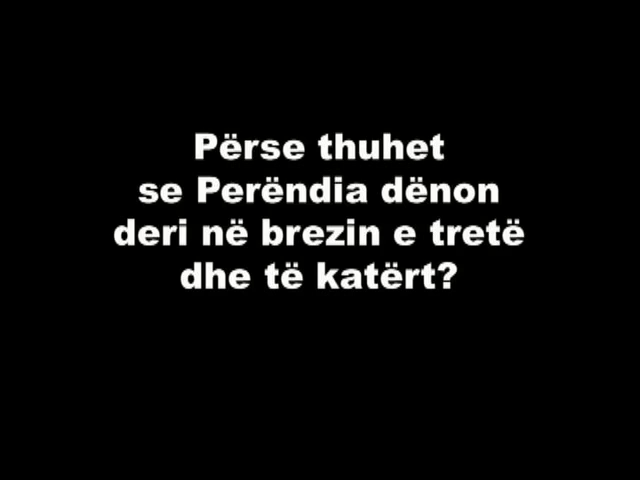 Përse thuhet
se Perëndia dënon
deri në brezin e tretë
dhe të katërt?